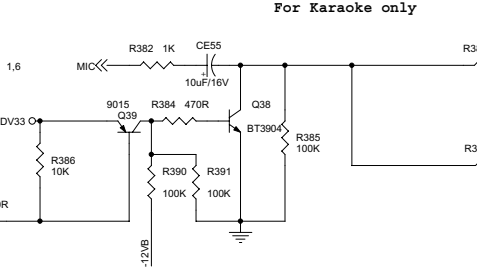 For Karaoke only
R382 1K
CE55
1,6
MIC
10uF/16V
9015
R384 470R
Q38
DV33
Q39
BT3904
R385
100K
R386
10K
R390
R391
100K
100K
-12VB